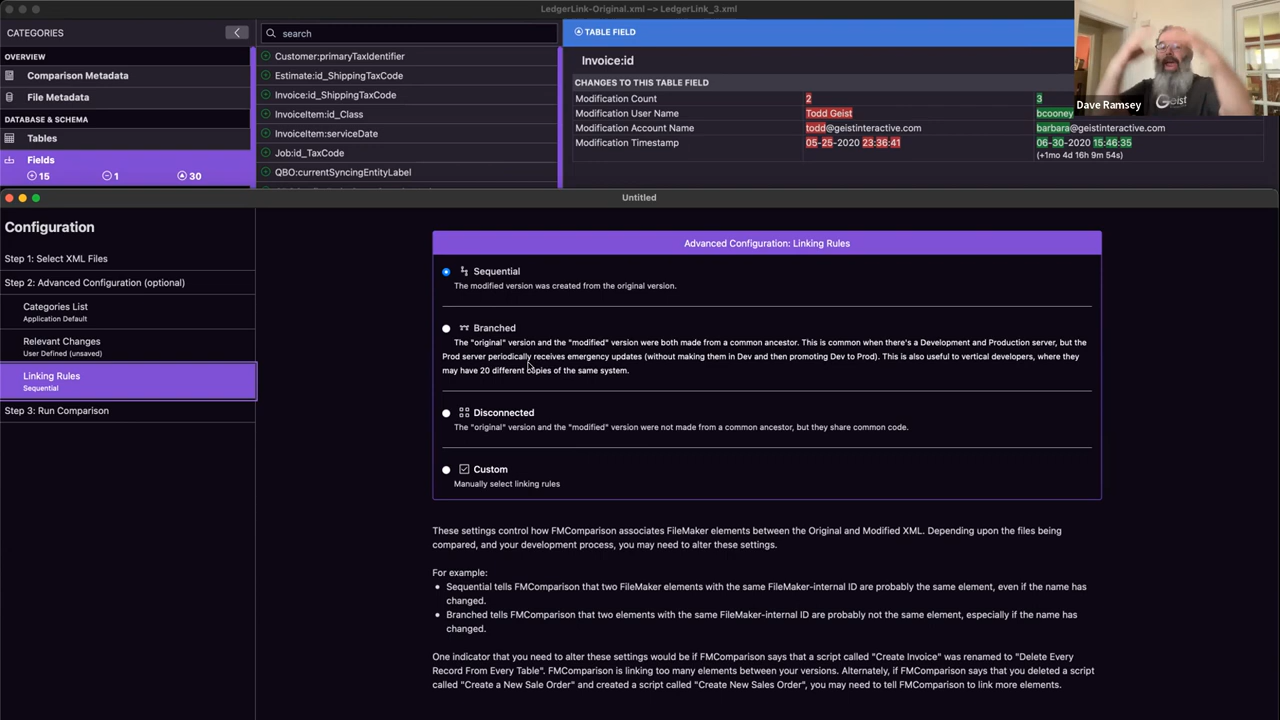 LedgerLink-Original.xml ~> LedgerLink_3.xml
CATEGORIES
OVERVIEW
Comparison Metadata
File Metadata
DATABASE & SCHEMA
Tables
Fields
15 1 30
search
Customer:primaryTaxIdentifier
Estimate:id_ShippingTaxCode
Invoice:id_ShippingTaxCode
InvoiceItem:id_Class
InvoiceItem:serviceDate
Job:id_TaxCode
QBO:currentSyncingEntityLabel
TABLE FIELD
Invoice:id
CHANGES TO THIS TABLE FIELD
Modification Count 2 3
Modification User Name Todd Geist bcooney
Modification Account Name todd@geistinteractive.com barbara@geistinteractive.com
Modification Timestamp 05-25-2020 23:36:41 06-30-2020 15:46:35
(+1mo 4d 16h 9m 54s)
Geist
Dave Ramsey
Untitled
Configuration
Step 1: Select XML Files
Step 2: Advanced Configuration (optional)
Categories List
Application Default
Relevant Changes
User Defined (unsaved)
Linking Rules
Sequential
Step 3: Run Comparison
Advanced Configuration: Linking Rules
Sequential
The modified version was created from the original version.
Branched
The "original" version and the "modified" version were both made from a common ancestor. This is common when there's a Development and Production server, but the
Prod server periodically receives emergency updates (without making them in Dev and then promoting Dev to Prod). This is also useful to vertical developers, where they
may have 20 different copies of the same system.
Disconnected
The "original" version and the "modified" version were not made from a common ancestor, but they share common code.
Custom
Manually select linking rules
These settings control how FMComparison associates FileMaker elements between the Original and Modified XML. Depending upon the files being
compared, and your development process, you may need to alter these settings.
For example:
• Sequential tells FMComparison that two FileMaker elements with the same FileMaker-internal ID are probably the same element, even if the name has
changed.
• Branched tells FMComparison that two elements with the same FileMaker-internal ID are probably not the same element, especially if the name has
changed.
One indicator that you need to alter these settings would be if FMComparison says that a script called "Create Invoice" was renamed to "Delete Every
Record From Every Table". FMComparison is linking too many elements between your versions. Alternately, if FMComparison says that you deleted a script
called "Create a New Sale Order" and created a script called "Create New Sales Order", you may need to tell FMComparison to link more elements.